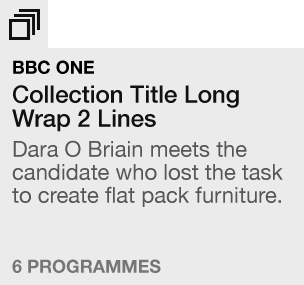 BBC ONE
Collection Title Long
Wrap 2 Lines
Dara O Briain meets the
candidate who lost the task
to create flat pack furniture.
6 PROGRAMMES